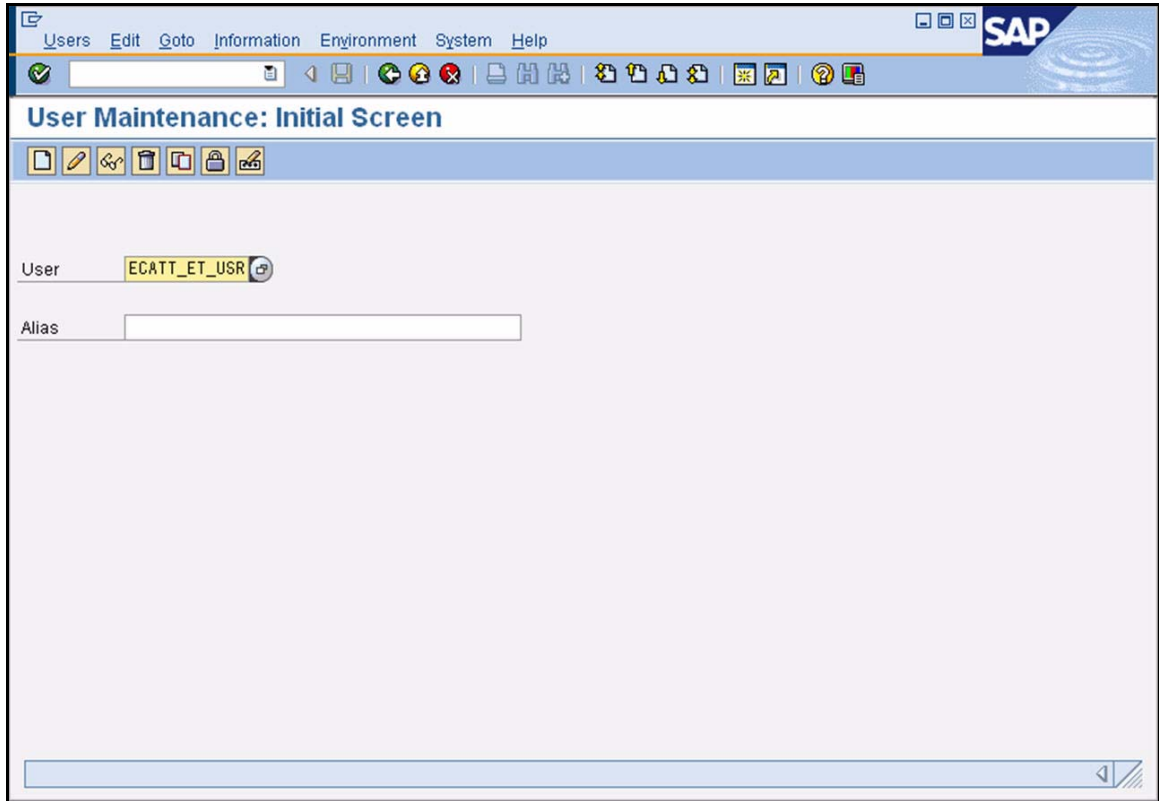 Users Edit Goto Information Environment System Help
SAP
User Maintenance: Initial Screen
User ECATT_ET_USR
Alias